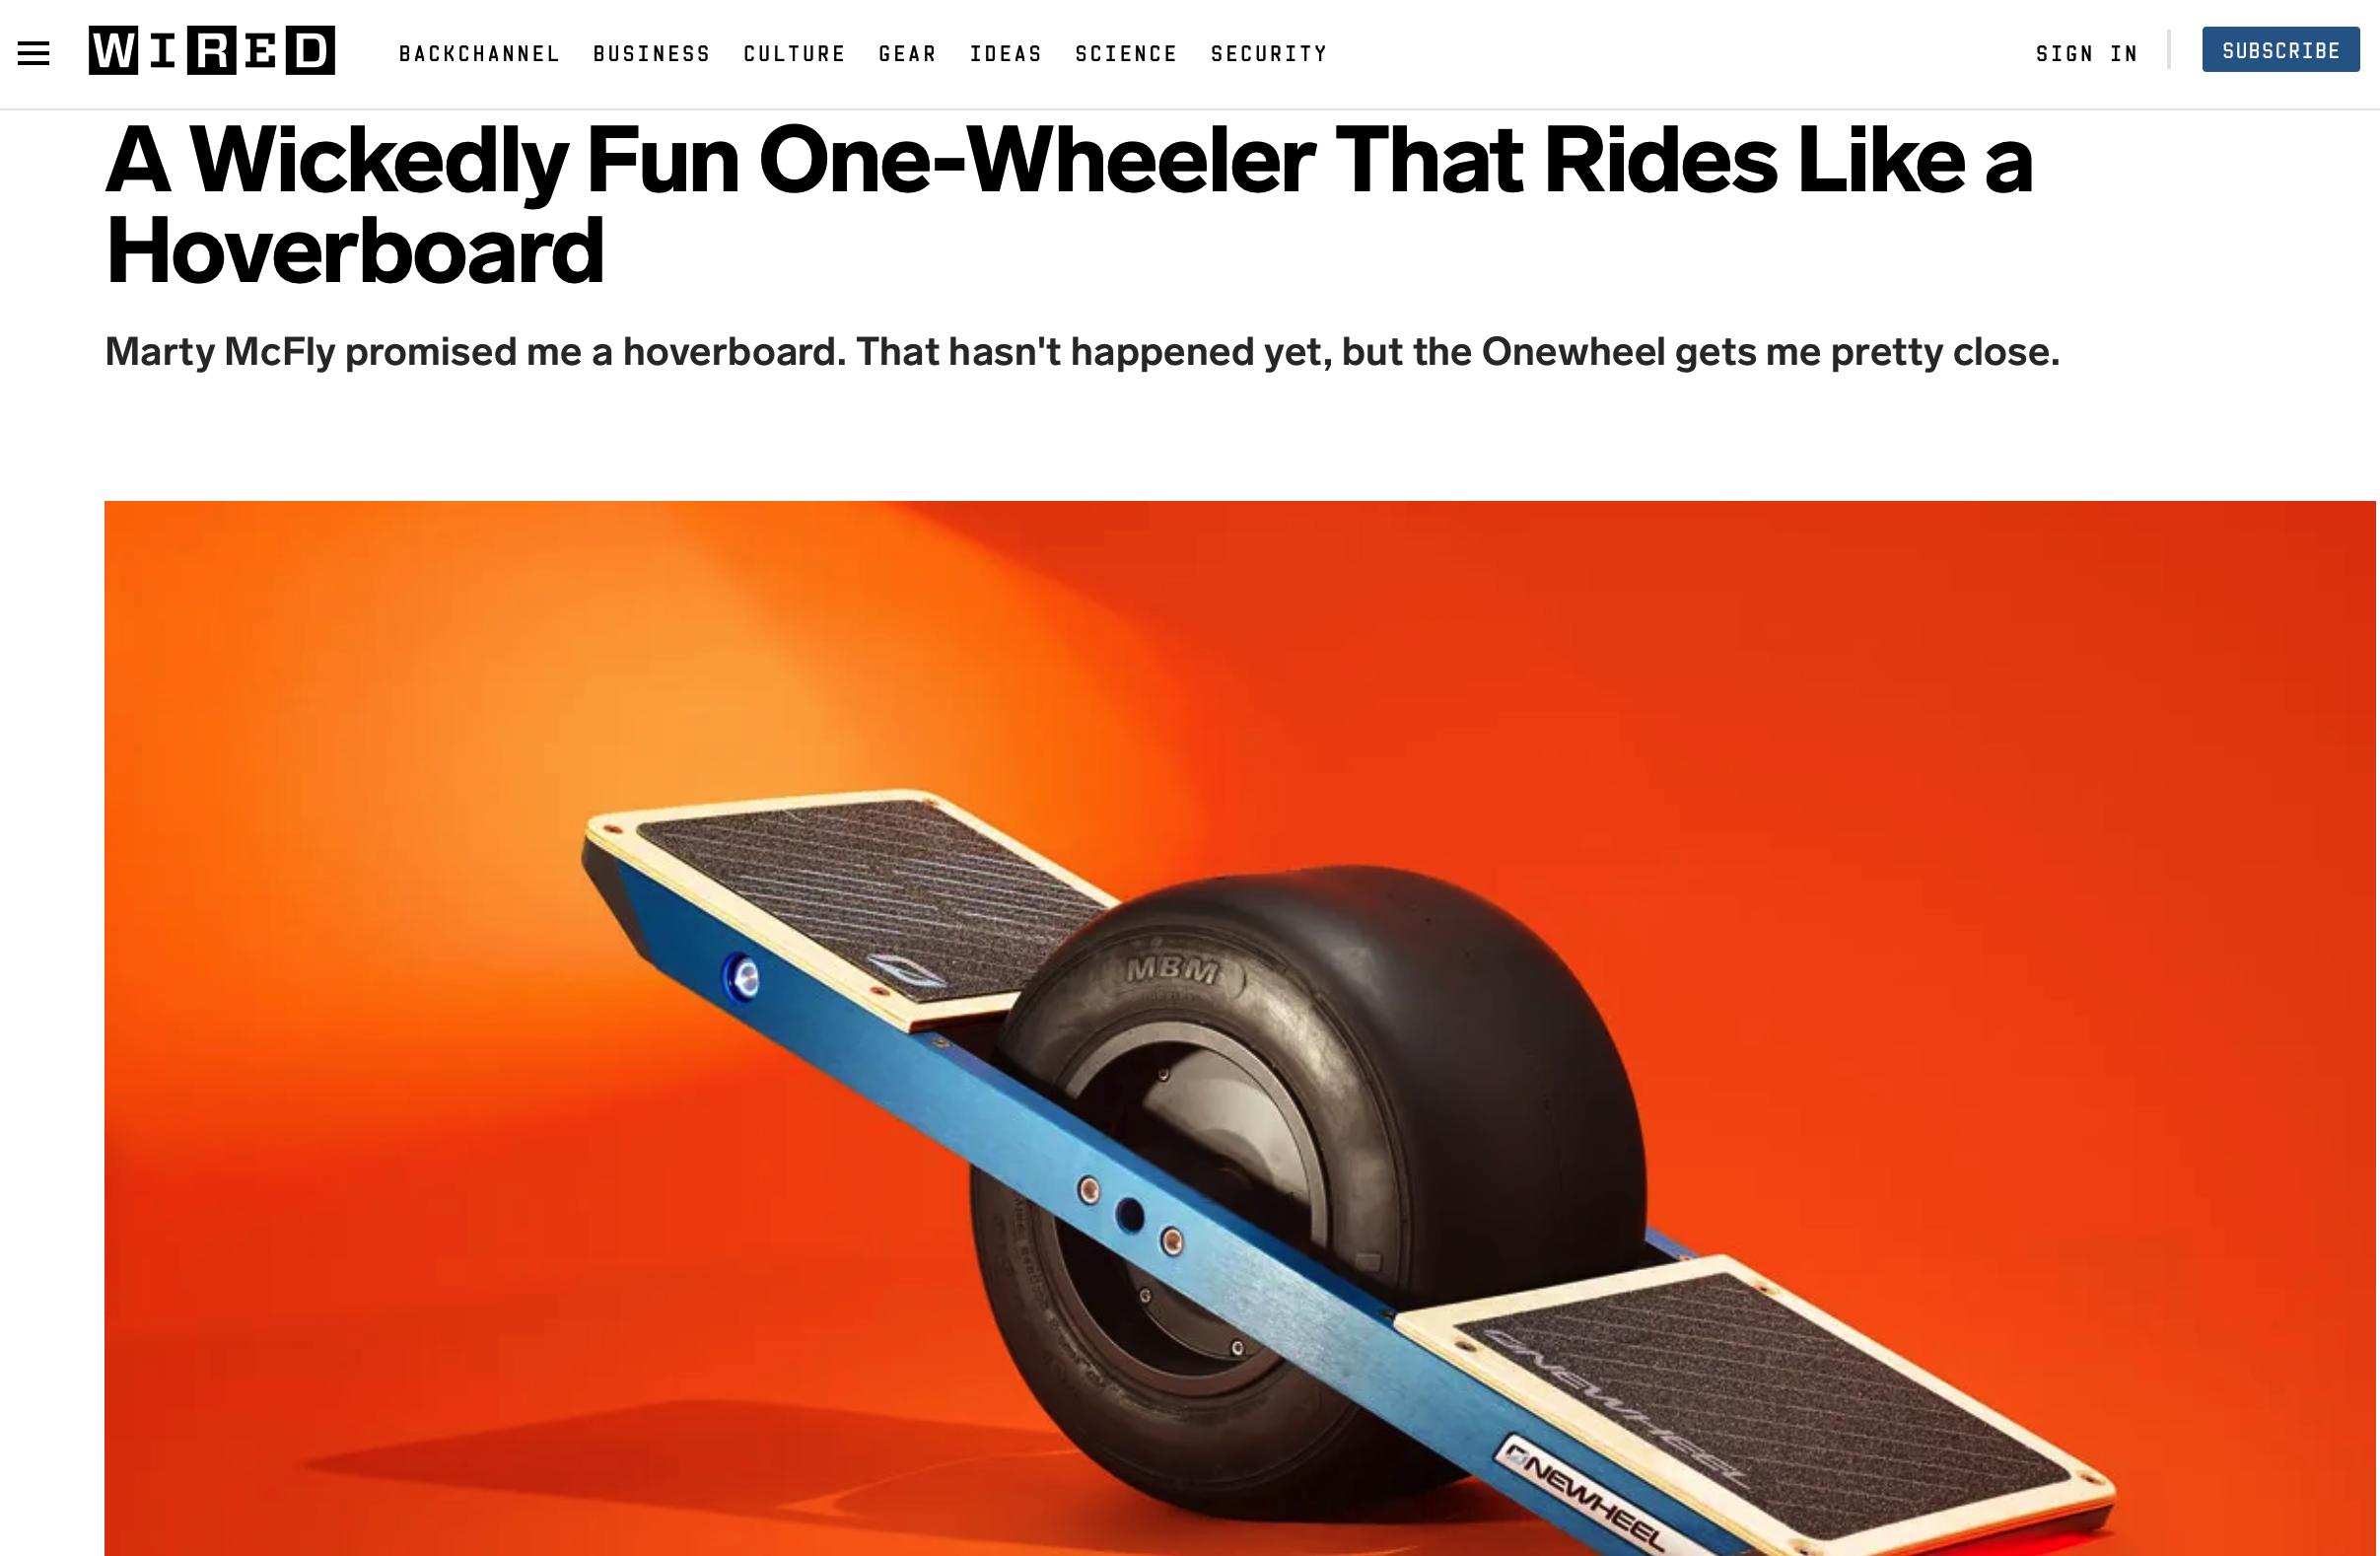 WIRED
BACKCHANNEL BUSINESS CULTURE GEAR IDEAS SCIENCE SECURITY
SIGN IN
SUBSCRIBE
A Wickedly Fun One-Wheeler That Rides Like a
Hoverboard
Marty McFly promised me a hoverboard. That hasn't happened yet, but the Onewheel gets me pretty close.
MBM
ONEWHEEL
ONEWHEEL